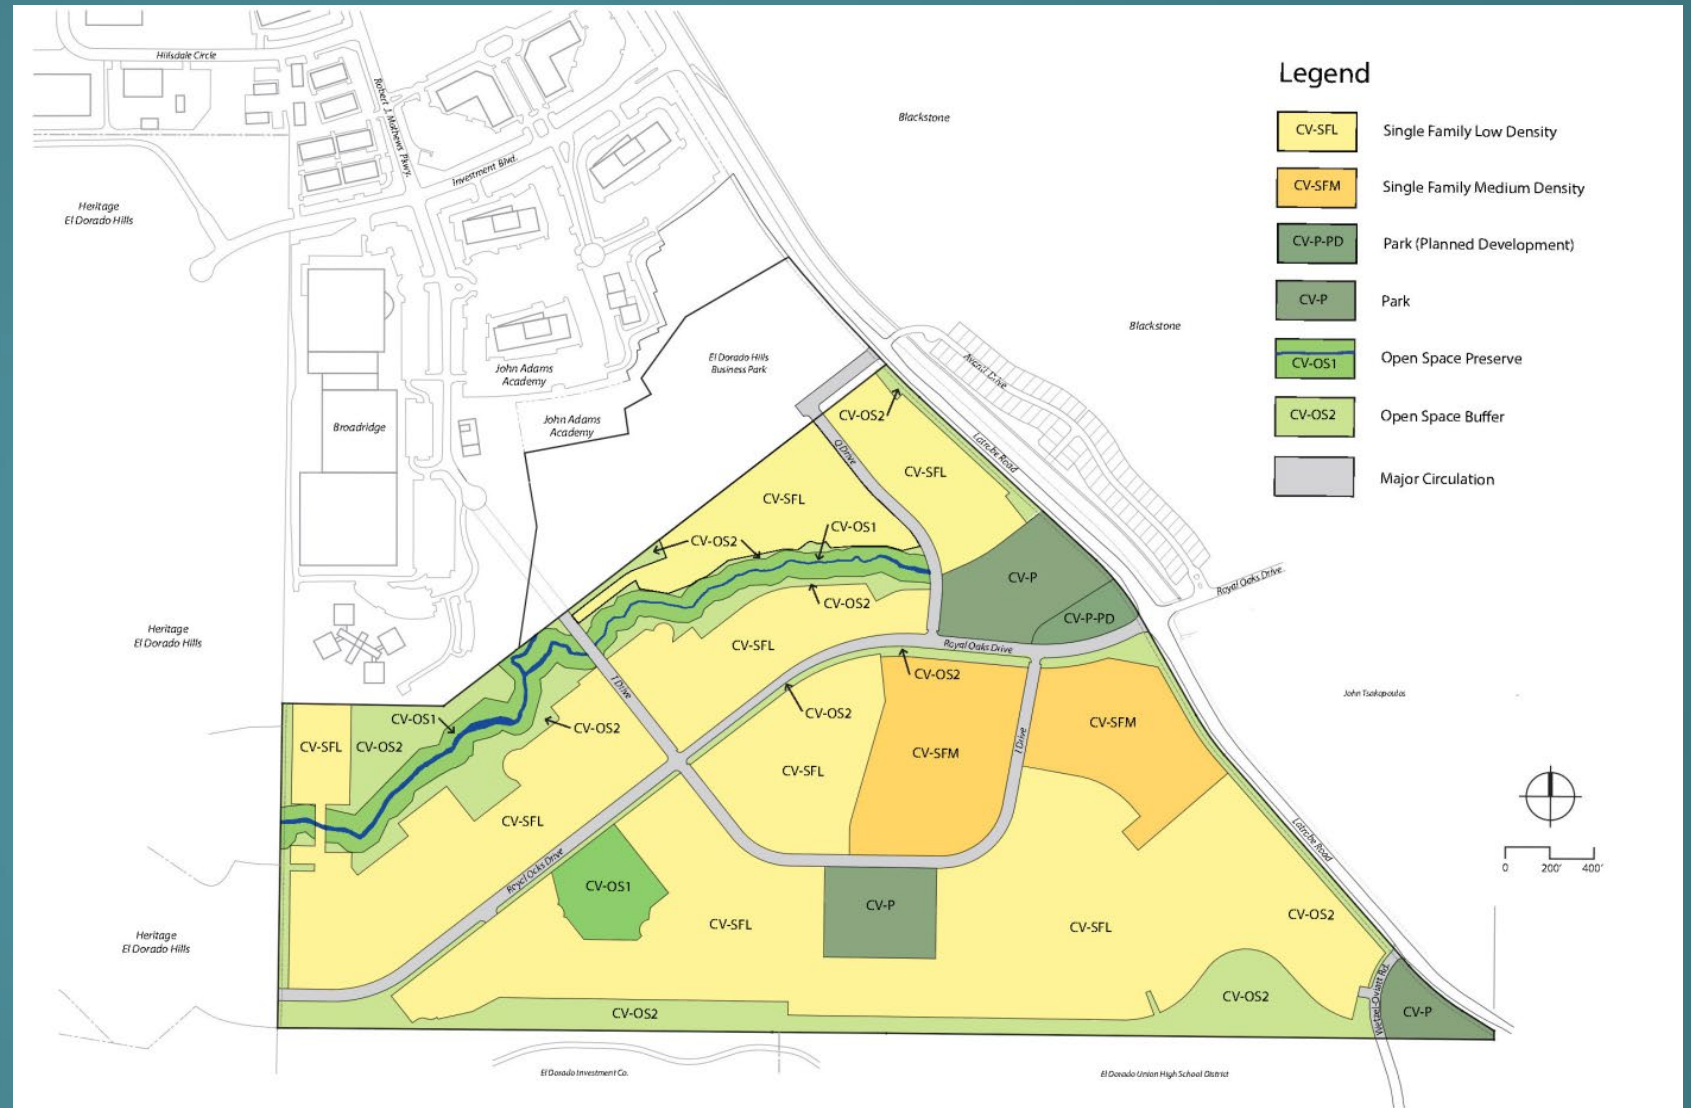 Hillsdale Circle
Robert J. Mathews Pkwy.
Investment Blvd.
Blackstone
Heritage
El Dorado Hills
Blackstone
El Dorado Hills
Business Park
John Adams
Academy
John Adams
Academy
Broadridge
Avanti Drive
Latrobe Road
CV-OS2
Q Drive
CV-SFL
CV-SFL
CV-OS1
CV-OS2
CV-P
Royal Oaks Drive
CV-OS2
CV-P-PD
Heritage
El Dorado Hills
CV-SFL
Royal Oaks Drive
CV-OS2
J Drive
John Tsakopoulos
CV-OS1
CV-OS2
CV-OS2
CV-SFM
CV-SFL
CV-OS2
CV-SFM
I Drive
CV-SFL
CV-SFL
Latrobe Road
Royal Oaks Drive
CV-OS1
CV-P
CV-SFL
CV-SFL
CV-OS2
Heritage
El Dorado Hills
CV-OS2
Wetzel-Oviatt Rd.
CV-P
CV-OS2
El Dorado Investment Co.
El Dorado Union High School District
Legend
CV-SFL Single Family Low Density
CV-SFM Single Family Medium Density
CV-P-PD Park (Planned Development)
CV-P Park
CV-OS1 Open Space Preserve
CV-OS2 Open Space Buffer
Major Circulation
0 200' 400'